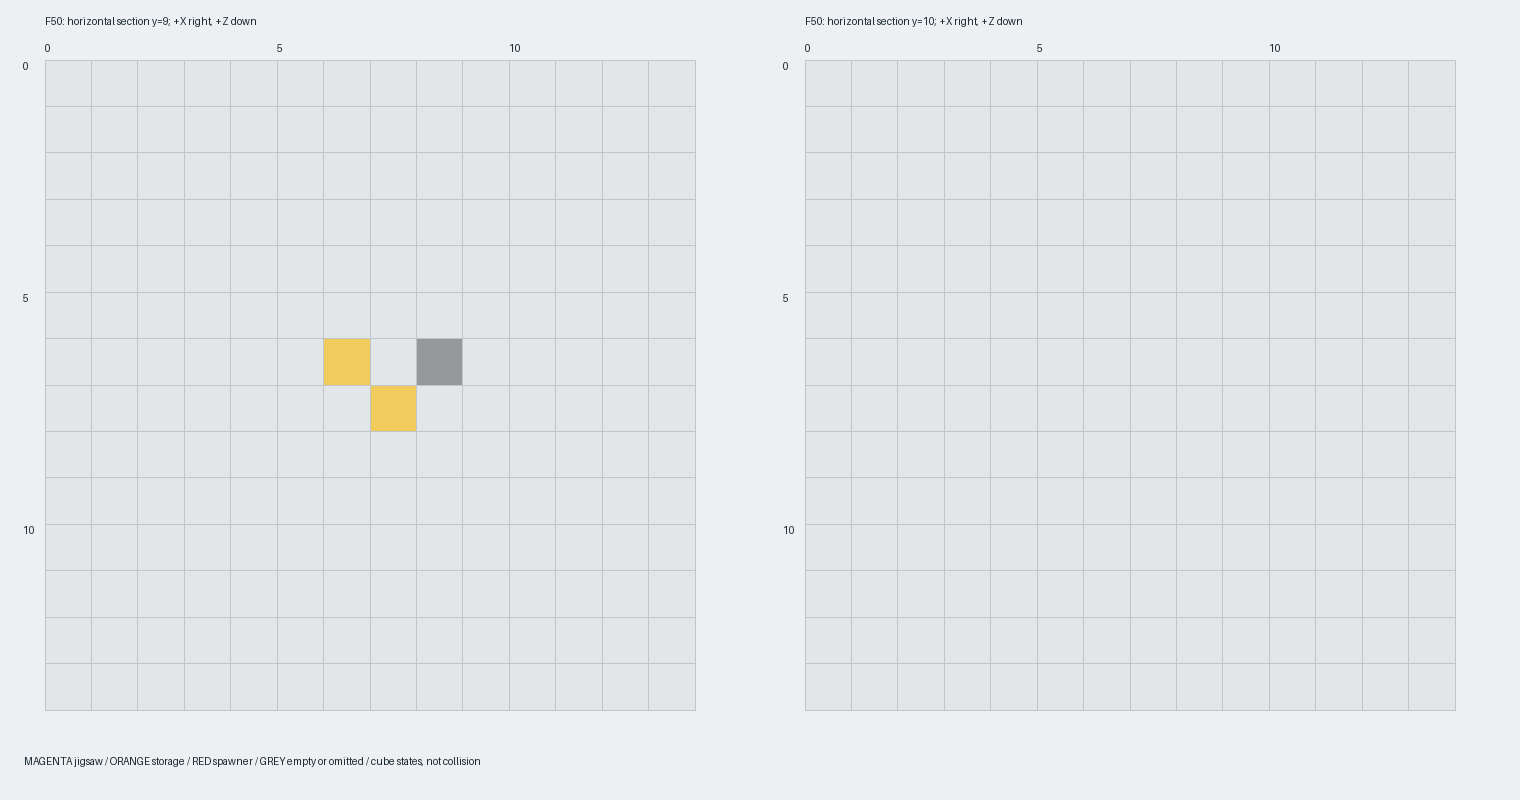 F50: horizontal section y=9; +X right, +Z down
F50: horizontal section y=10; +X right, +Z down
0 5 10
0 5 10
0
0
5
5
10
10
MAGENTA jigsaw / ORANGE storage / RED spawner / GREY empty or omitted / cube states, not collision